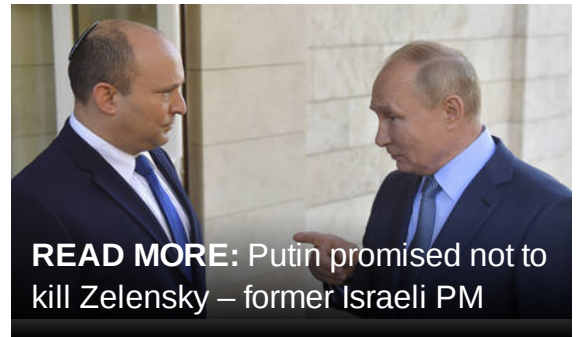 READ MORE: Putin promised not to
kill Zelensky – former Israeli PM